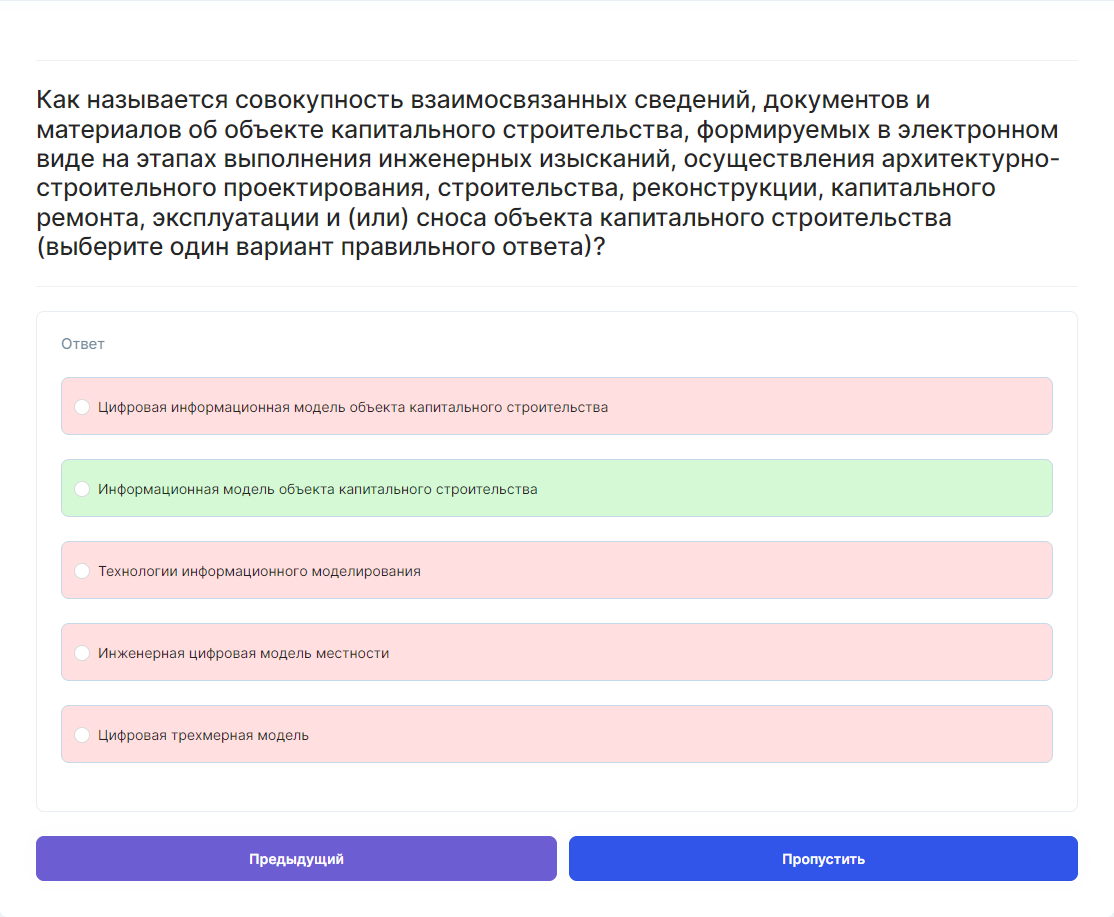 Как называется совокупность взаимосвязанных сведений, документов и
материалов об объекте капитального строительства, формируемых в электронном
виде на этапах выполнения инженерных изысканий, осуществления архитектурно-
строительного проектирования, строительства, реконструкции, капитального
ремонта, эксплуатации и (или) сноса объекта капитального строительства
(выберите один вариант правильного ответа)?
Ответ
Цифровая информационная модель объекта капитального строительства
Информационная модель объекта капитального строительства
Технологии информационного моделирования
Инженерная цифровая модель местности
Цифровая трехмерная модель
Предыдущий
Пропустить